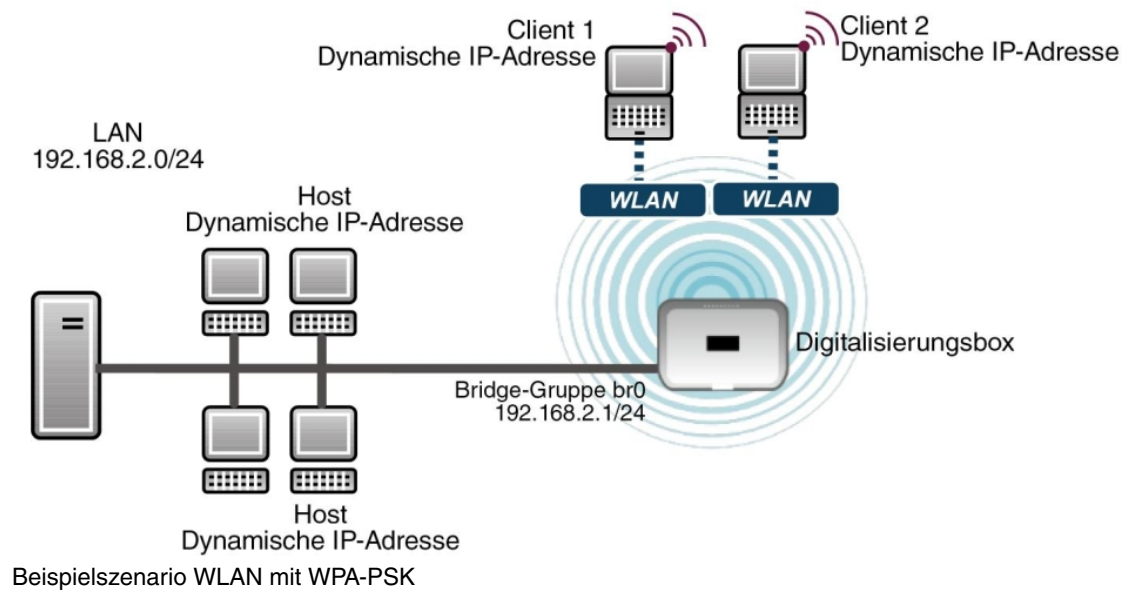 Client 1
Dynamische IP-Adresse
Client 2
Dynamische IP-Adresse
LAN
192.168.2.0/24
WLAN
WLAN
Host
Dynamische IP-Adresse
Digitalisierungsbox
Bridge-Gruppe br0
192.168.2.1/24
Host
Dynamische IP-Adresse
Beispielszenario WLAN mit WPA-PSK